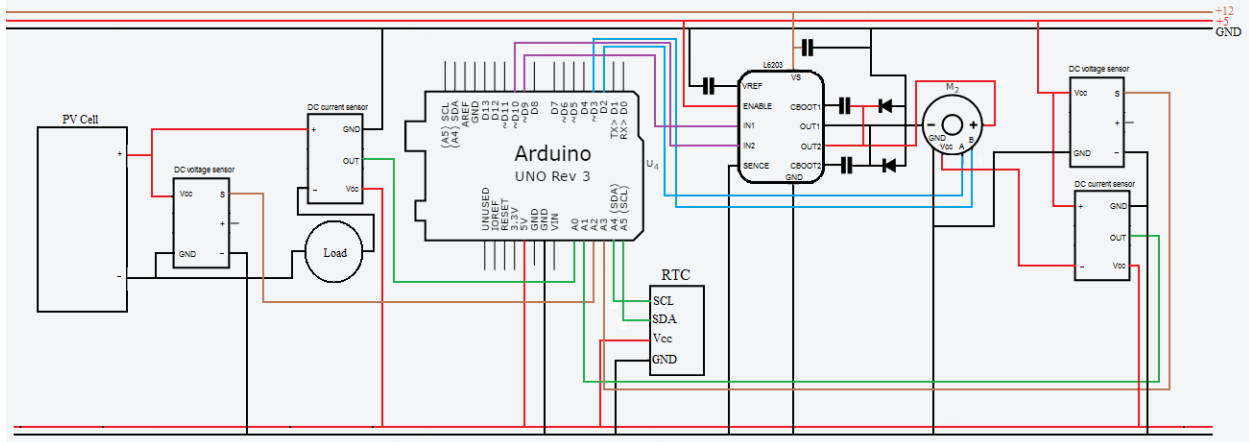 +12
+5
GND
PV Cell
+
-
DC voltage sensor
Vcc
S
+
GND
-
DC current sensor
+
GND
OUT
-
Vcc
Load
(A5) SCL
(A4) SDA
AREF
GND
D13
D12
~D11
~D10
~D9
D8
D7
~D6
~D5
D4
~D3
D2
TX> D1
RX> D0
Arduino
UNO Rev 3
U4
UNUSED
IOREF
RESET
3.3V
5V
GND
GND
VIN
A0
A1
A2
A3
A4 (SDA)
A5 (SCL)
RTC
SCL
SDA
Vcc
GND
L6203
VS
VREF
ENABLE
CBOOT1
IN1
OUT1
IN2
OUT2
SENCE
CBOOT2
GND
M2
-
+
GND
Vcc
A
B
DC voltage sensor
Vcc
S
+
GND
-
DC current sensor
+
GND
OUT
-
Vcc